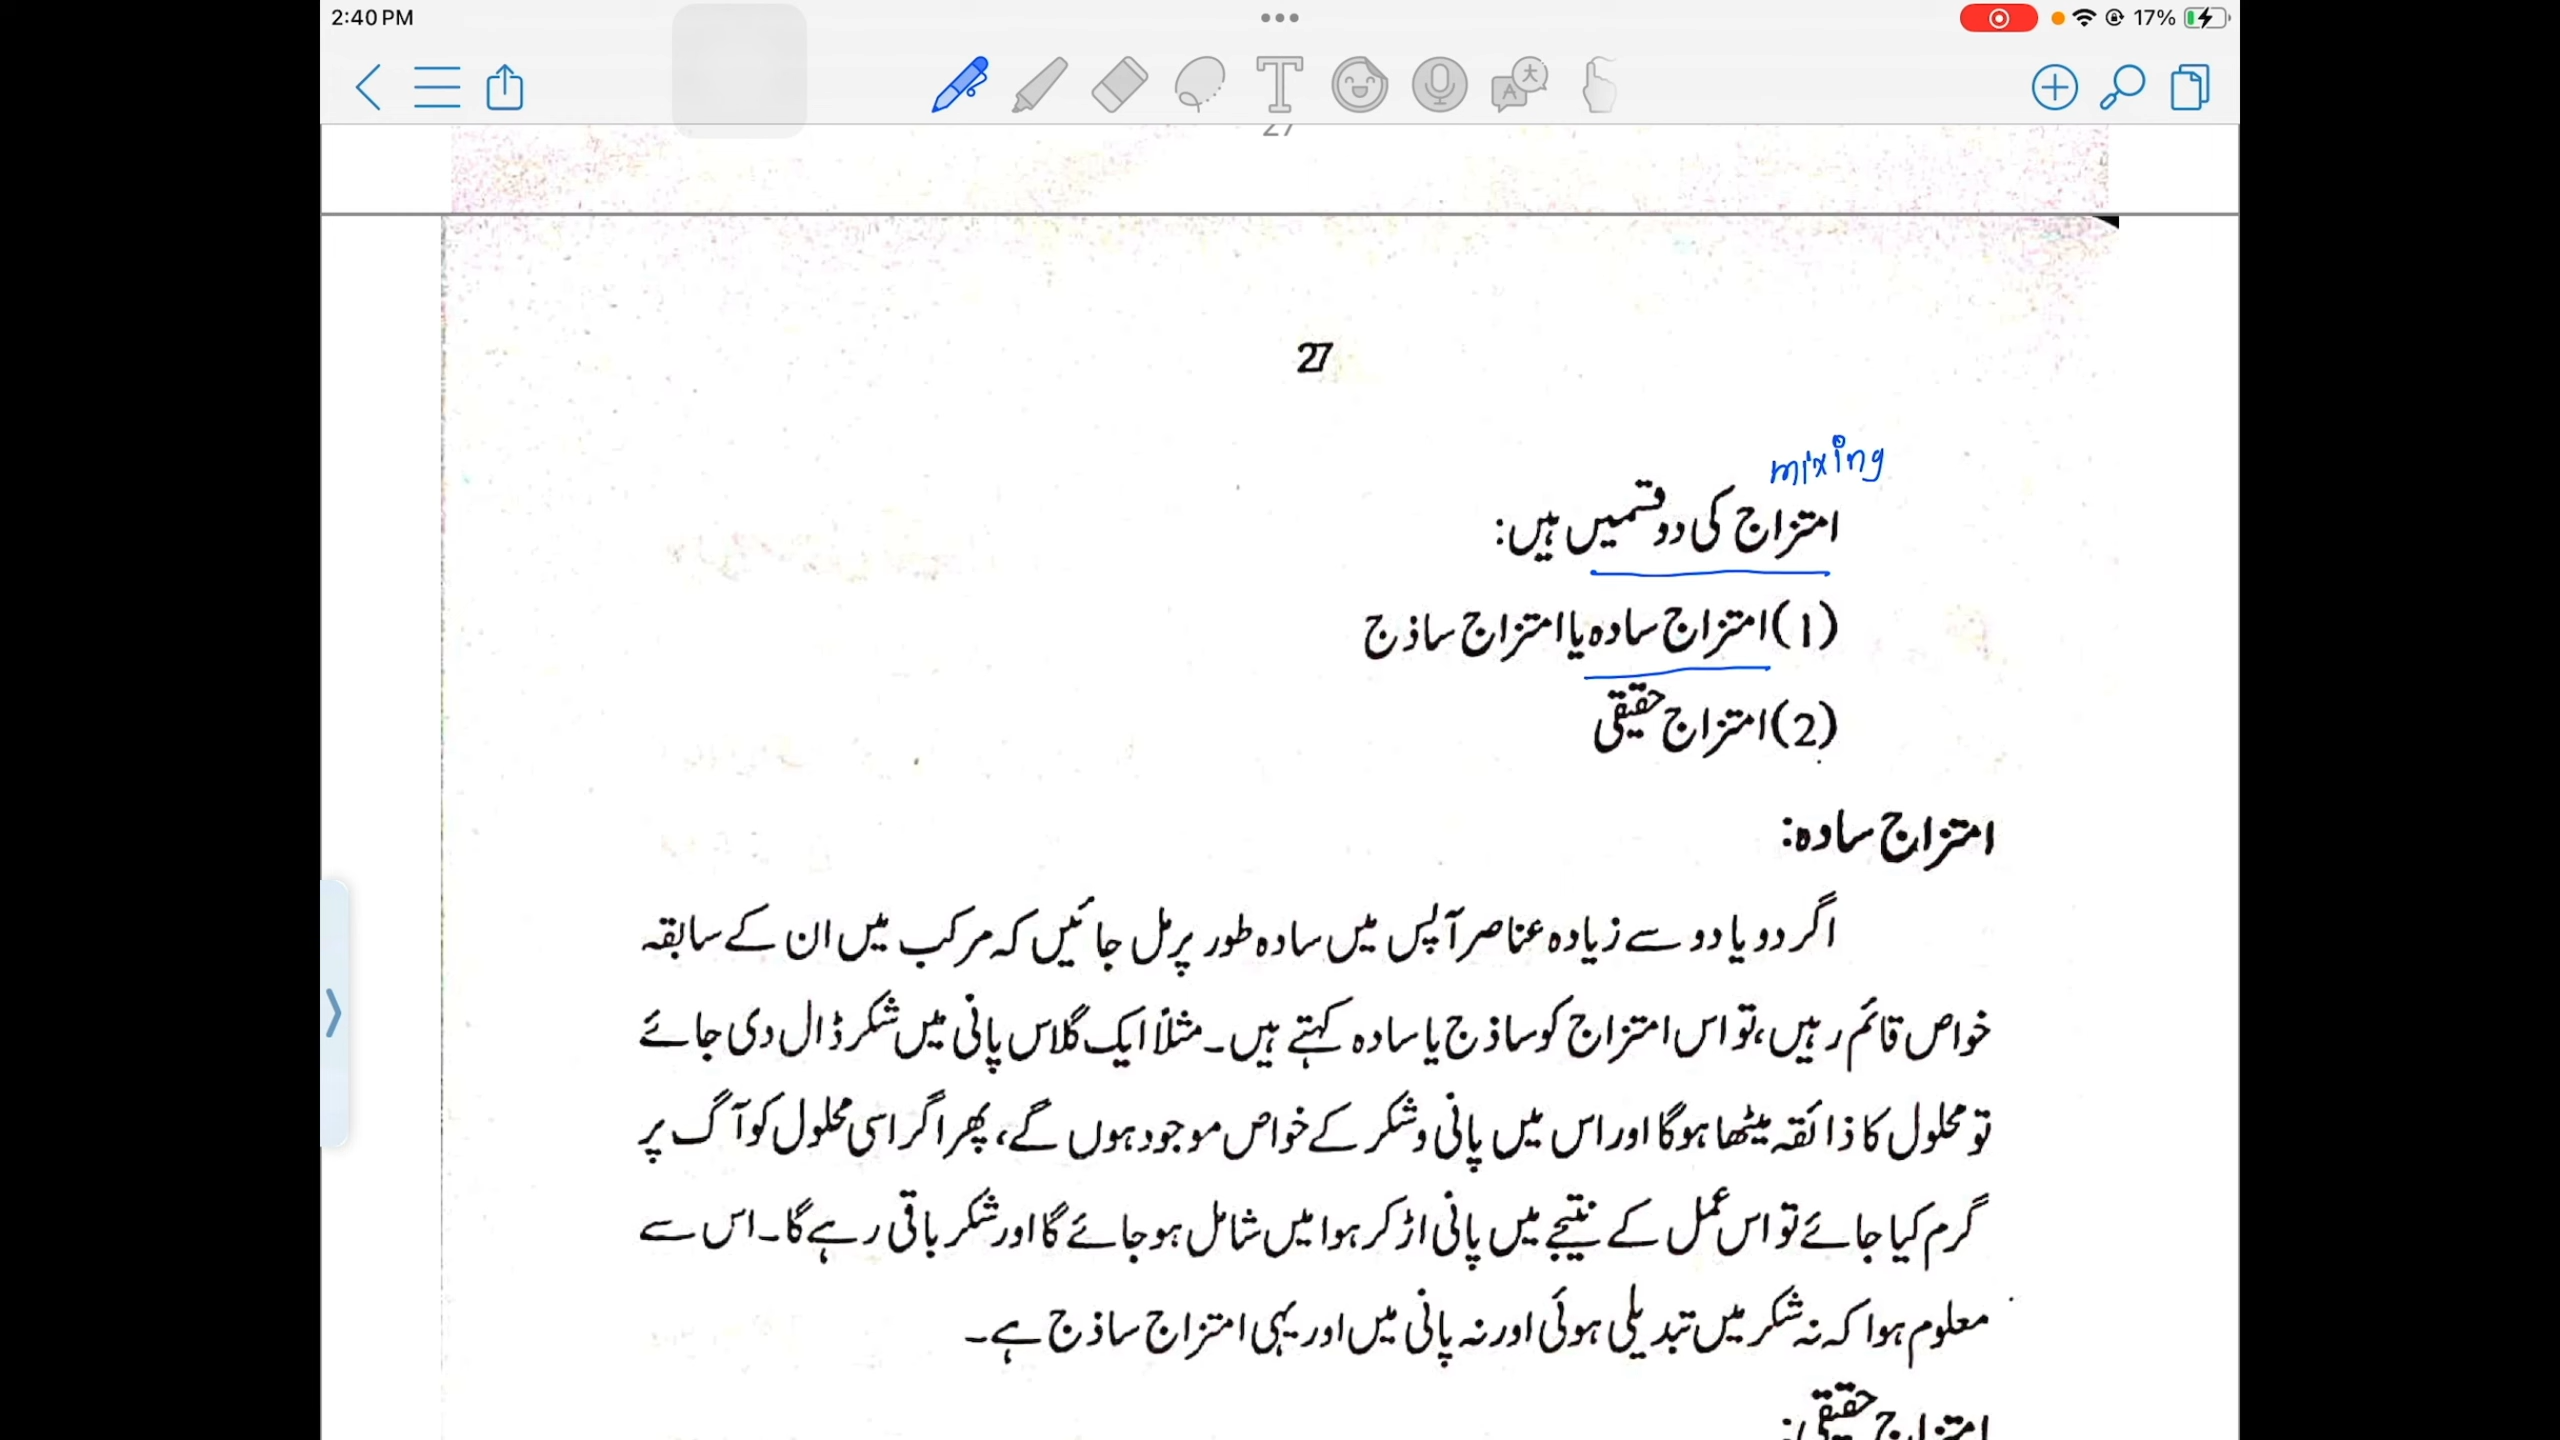 2:40 PM
17%
27
27
mixing
امتزاج کی دو قسمیں ہیں:
(1) امتزاج سادہ یا امتزاج ساذج
(2) امتزاج حقیقی
امتزاج سادہ:
اگر دو یا دو سے زیادہ عناصر آپس میں سادہ طور پر مل جائیں کہ مرکب میں ان کے سابقہ
خواص قائم رہیں، تو اس امتزاج کو ساذج یا سادہ کہتے ہیں۔ مثلاً ایک گلاس پانی میں شکر ڈال دی جائے
تو محلول کا ذائقہ میٹھا ہوگا اور اس میں پانی و شکر کے خواص موجود ہوں گے، پھر اگر اسی محلول کو آگ پر
گرم کیا جائے تو اس عمل کے نتیجے میں پانی اڑ کر ہوا میں شامل ہو جائے گا اور شکر باقی رہے گا۔ اس سے
معلوم ہوا کہ نہ شکر میں تبدیلی ہوئی اور نہ پانی میں اور یہی امتزاج ساذج ہے۔
امتزاج حقیقی: